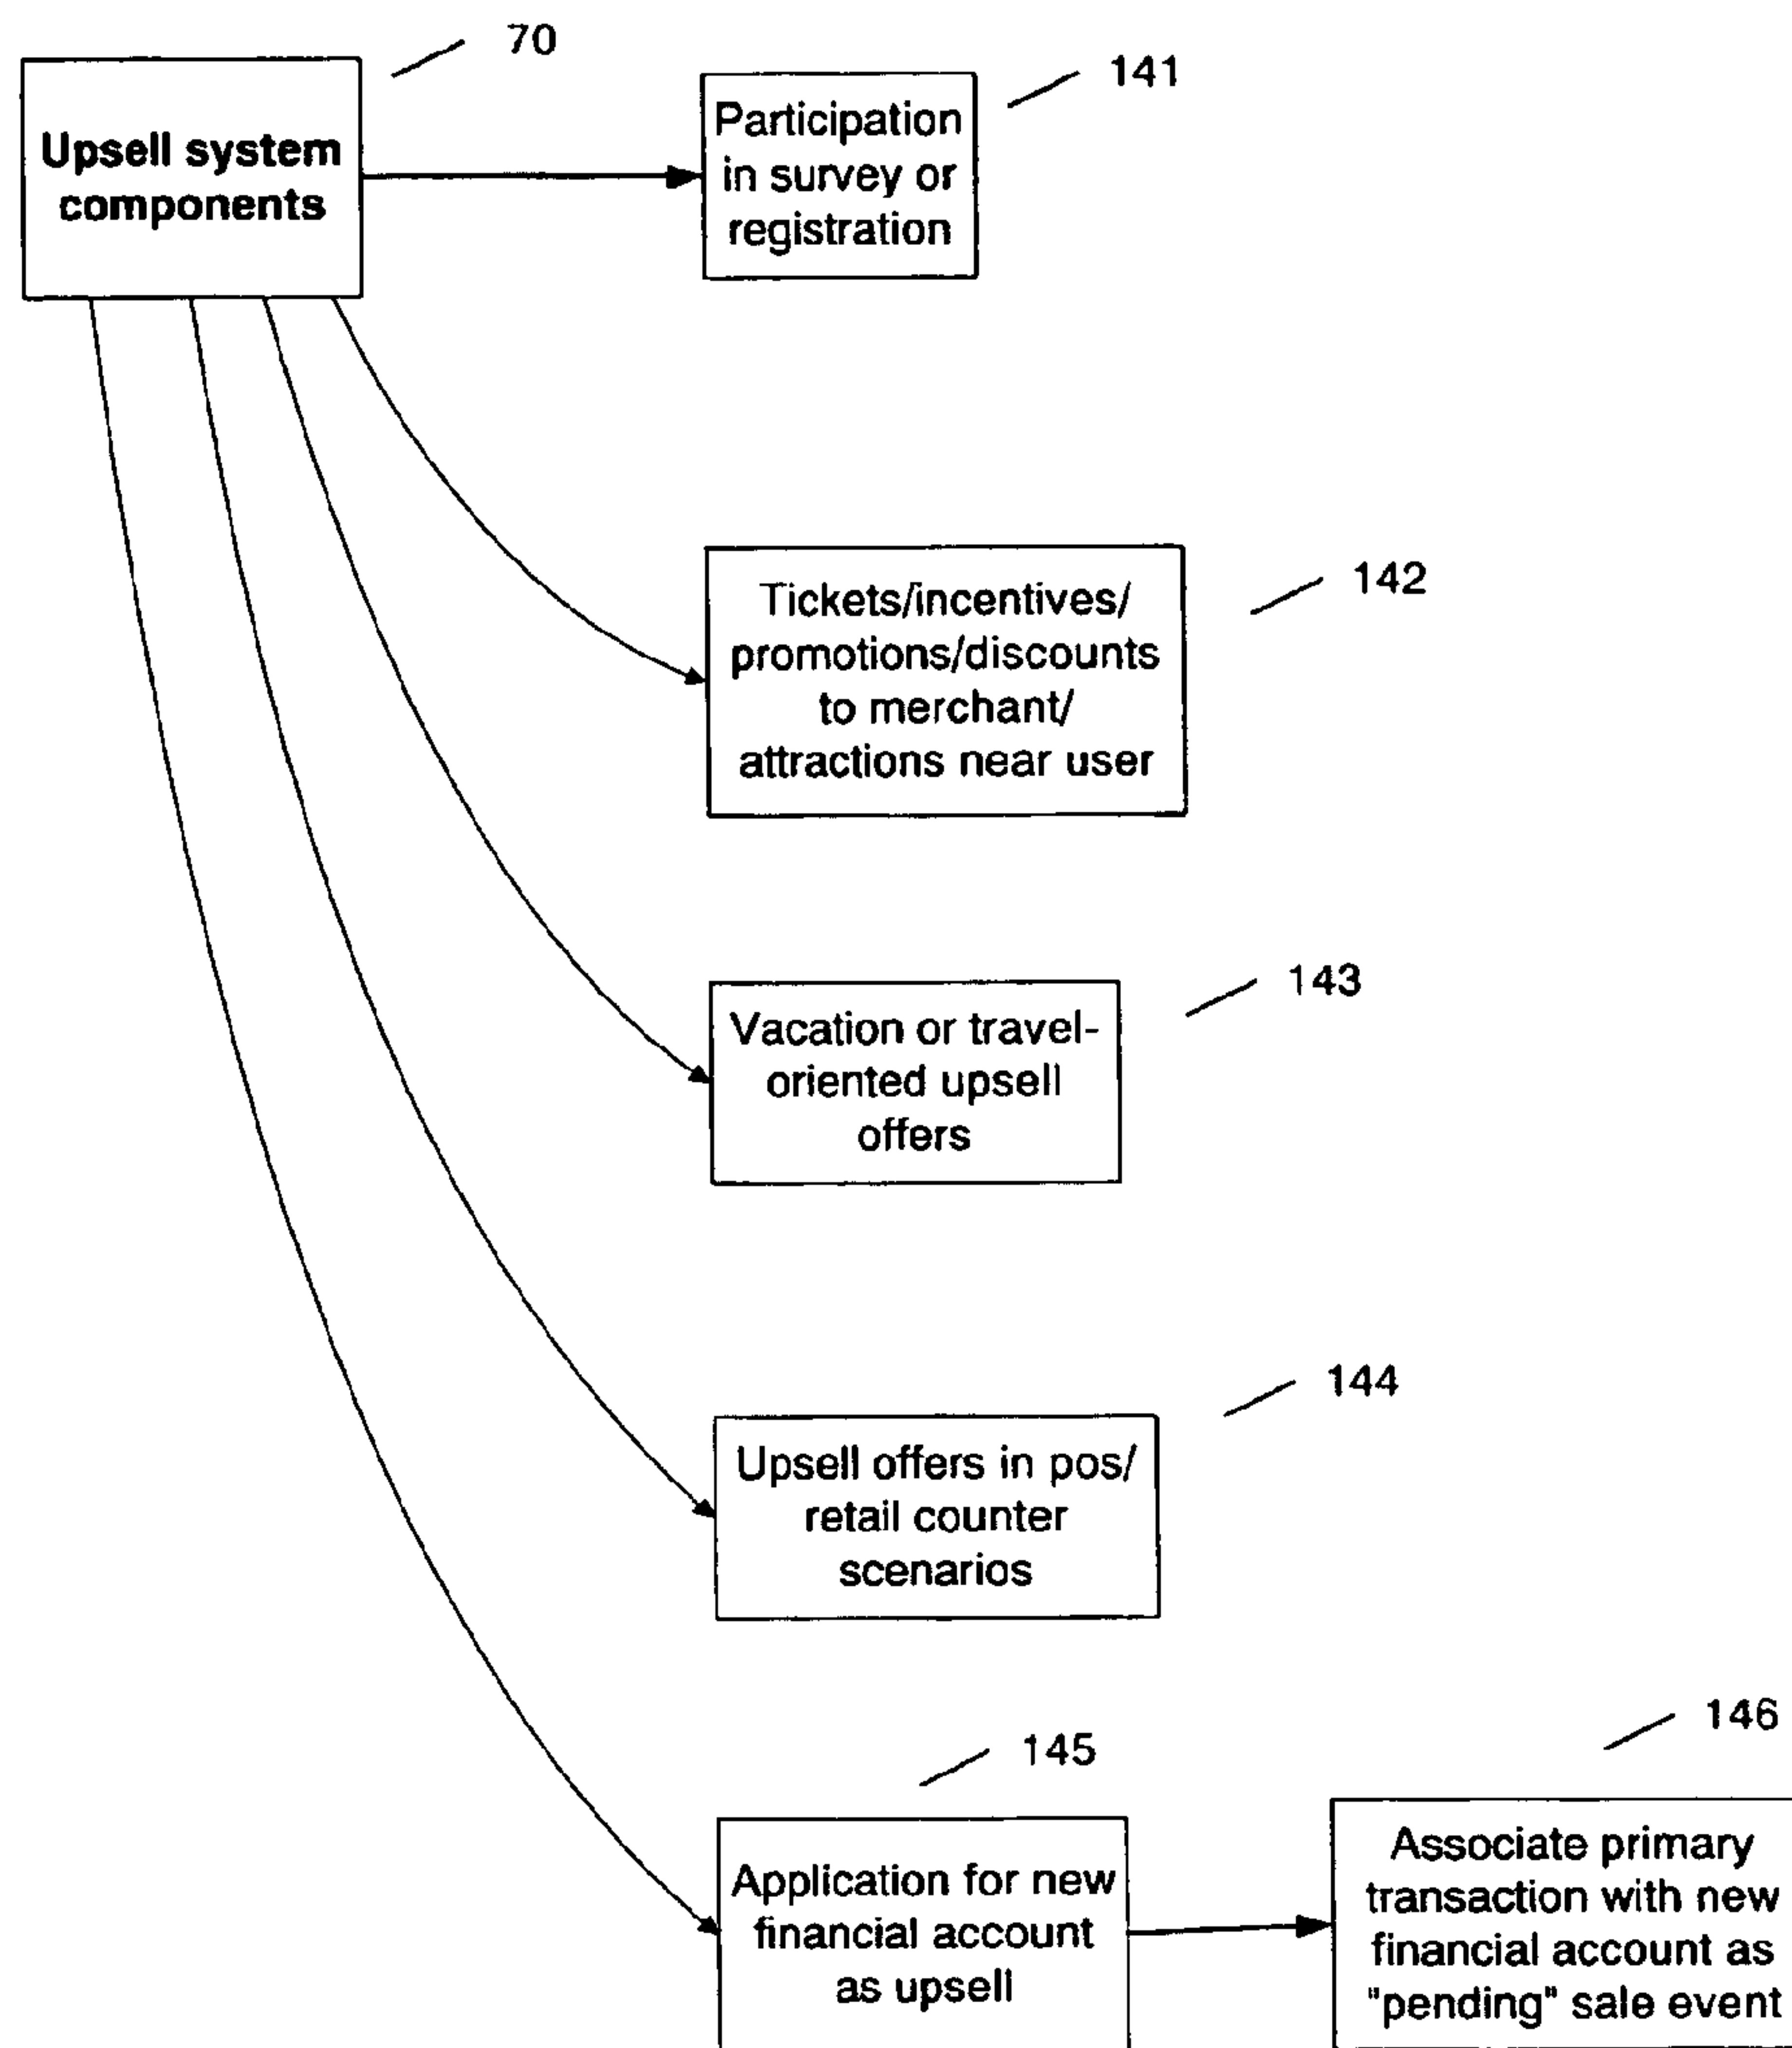 70
Upsell system
components
141
Participation
in survey or
registration
142
Tickets/incentives/
promotions/discounts
to merchant/
attractions near user
143
Vacation or travel-
oriented upsell
offers
144
Upsell offers in pos/
retail counter
scenarios
145
Application for new
financial account
as upsell
146
Associate primary
transaction with new
financial account as
"pending" sale event